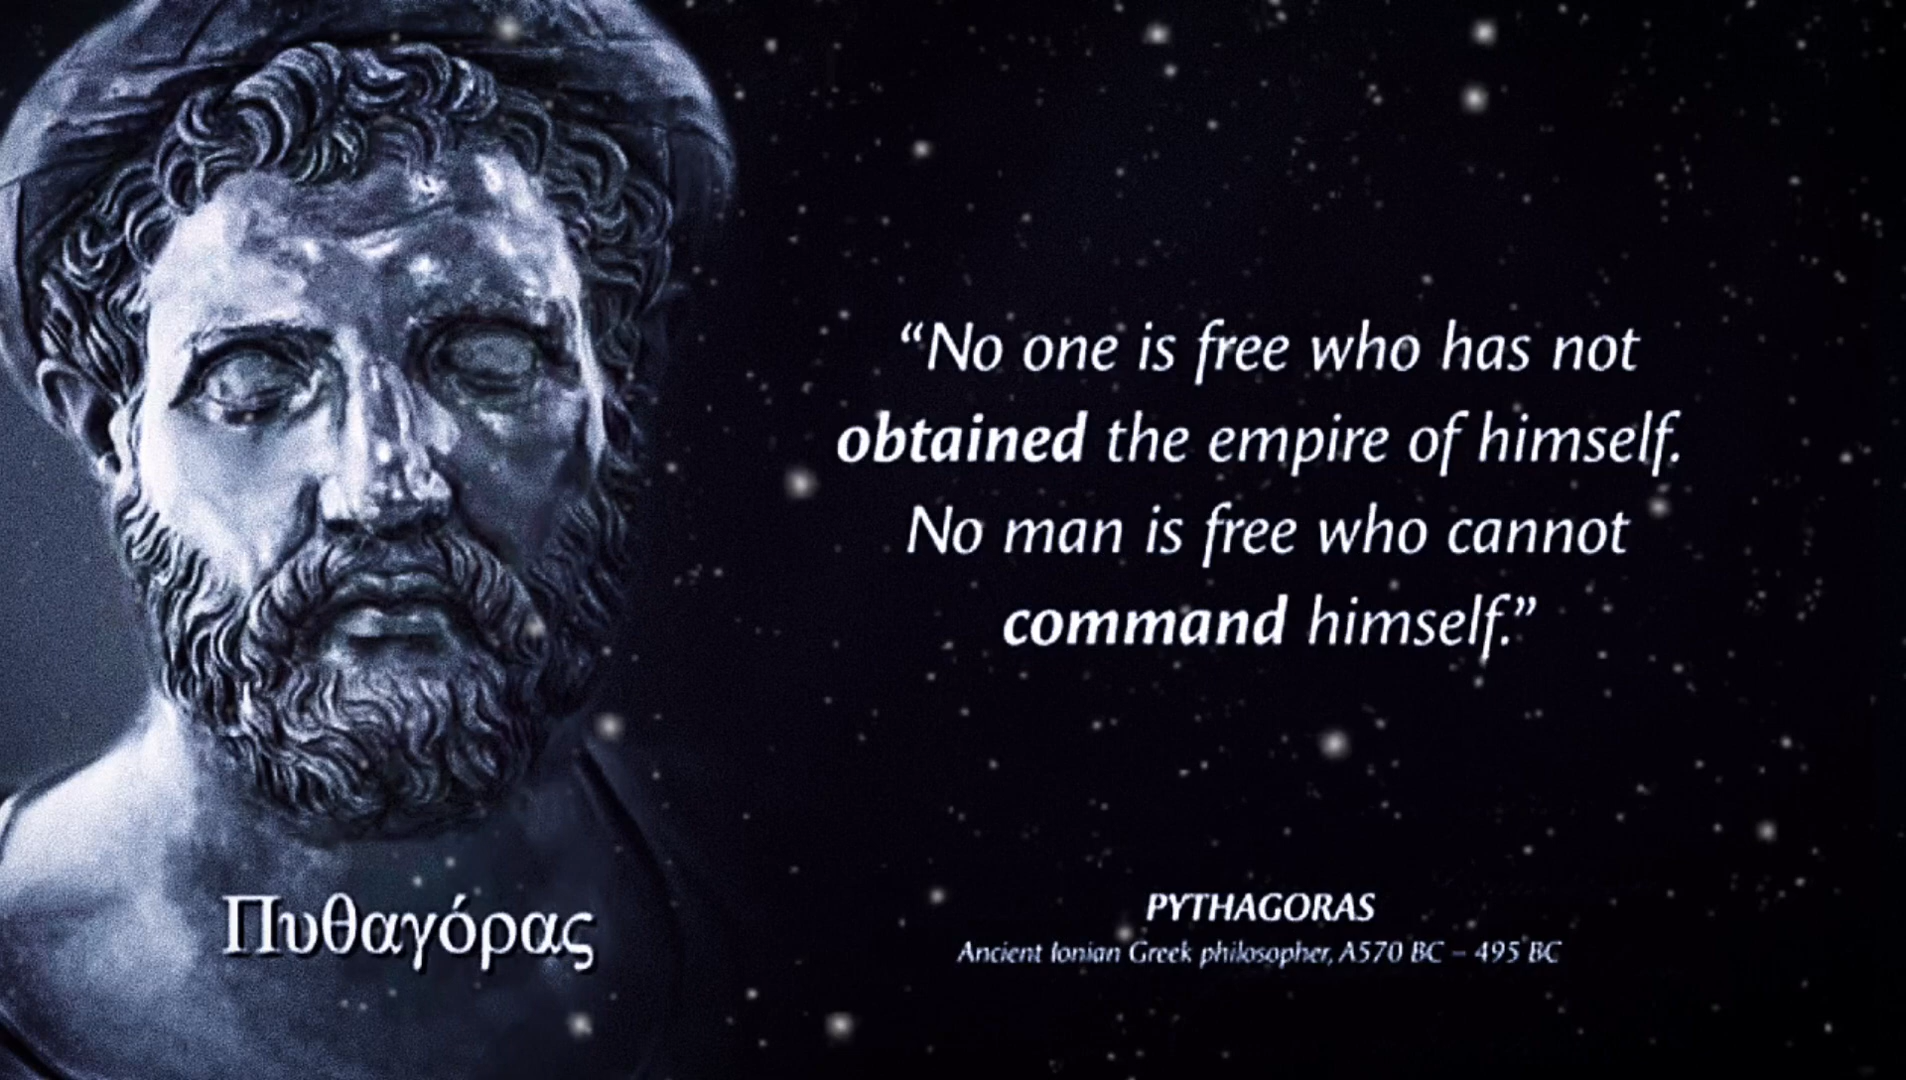 “No one is free who has not
obtained the empire of himself.
No man is free who cannot
command himself.”
Πυθαγόρας
PYTHAGORAS
Ancient Ionian Greek philosopher, A570 BC – 495 BC